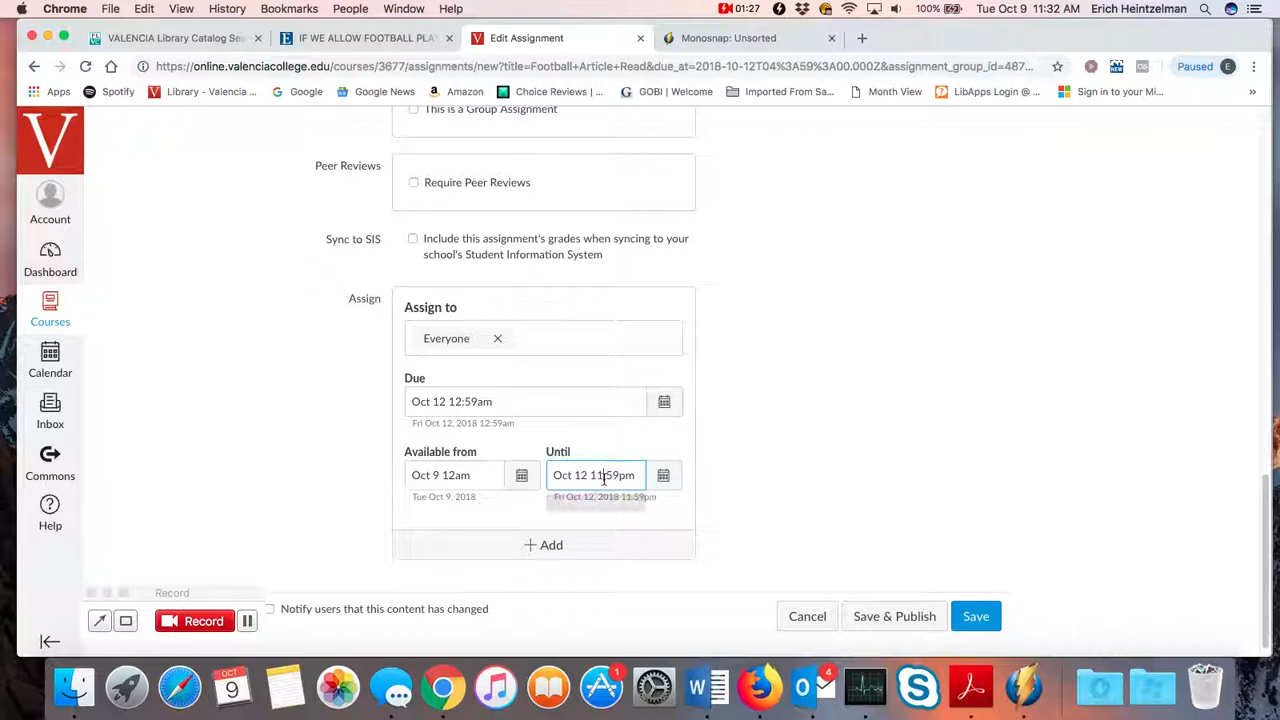 Chrome File Edit View History Bookmarks People Window Help 01:27 100% Tue Oct 9 11:32 AM Erich Heintzelman
VALENCIA Library Catalog Se IF WE ALLOW FOOTBALL PLA Edit Assignment Monosnap: Unsorted
https://online.valenciacollege.edu/courses/3677/assignments/new?title=Football+Article+Read&due_at=2018-10-12T04%3A59%3A00.000Z&assignment_group_id=487... Paused E
Apps Spotify Library - Valencia ... Google Google News Amazon Choice Reviews |... GOBI | Welcome Imported From Sa... Month View LibApps Login @ ... Sign in to your Mi... »
V
Account
Dashboard
Courses
Calendar
Inbox
Commons
Help
This is a Group Assignment
Peer Reviews
Require Peer Reviews
Sync to SIS
Include this assignment's grades when syncing to your
school's Student Information System
Assign
Assign to
Everyone
Due
Oct 12 12:59am
Fri Oct 12, 2018 12:59am
Available from Until
Oct 9 12am Oct 12 11:59pm
Tue Oct 9, 2018 Fri Oct 12, 2018 11:59pm
+ Add
Record
Record
Notify users that this content has changed
Cancel Save & Publish Save
OCT
9
1
4